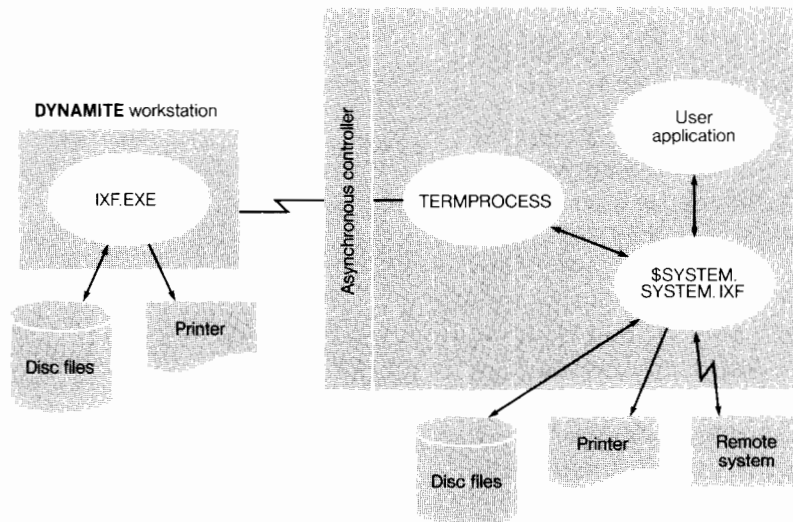 DYNAMITE workstation
IXF.EXE
Disc files
Printer
Asynchronous controller
TERMPROCESS
User
application
$SYSTEM.
SYSTEM.IXF
Disc files
Printer
Remote
system